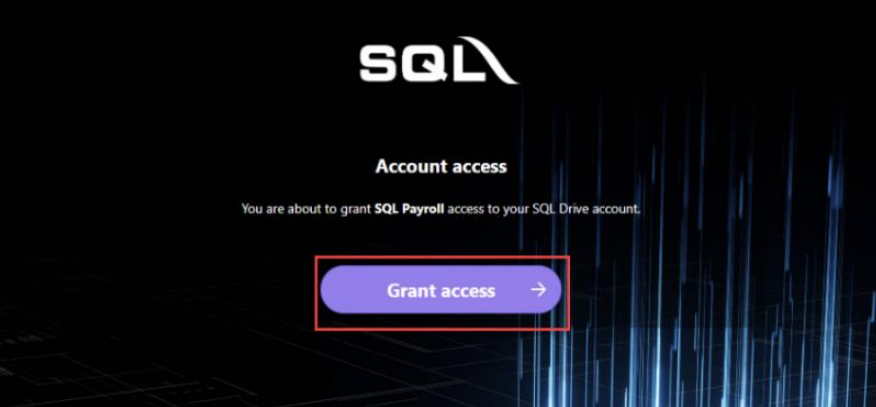 SQL
Account access
You are about to grant SQL Payroll access to your SQL Drive account.
Grant access →